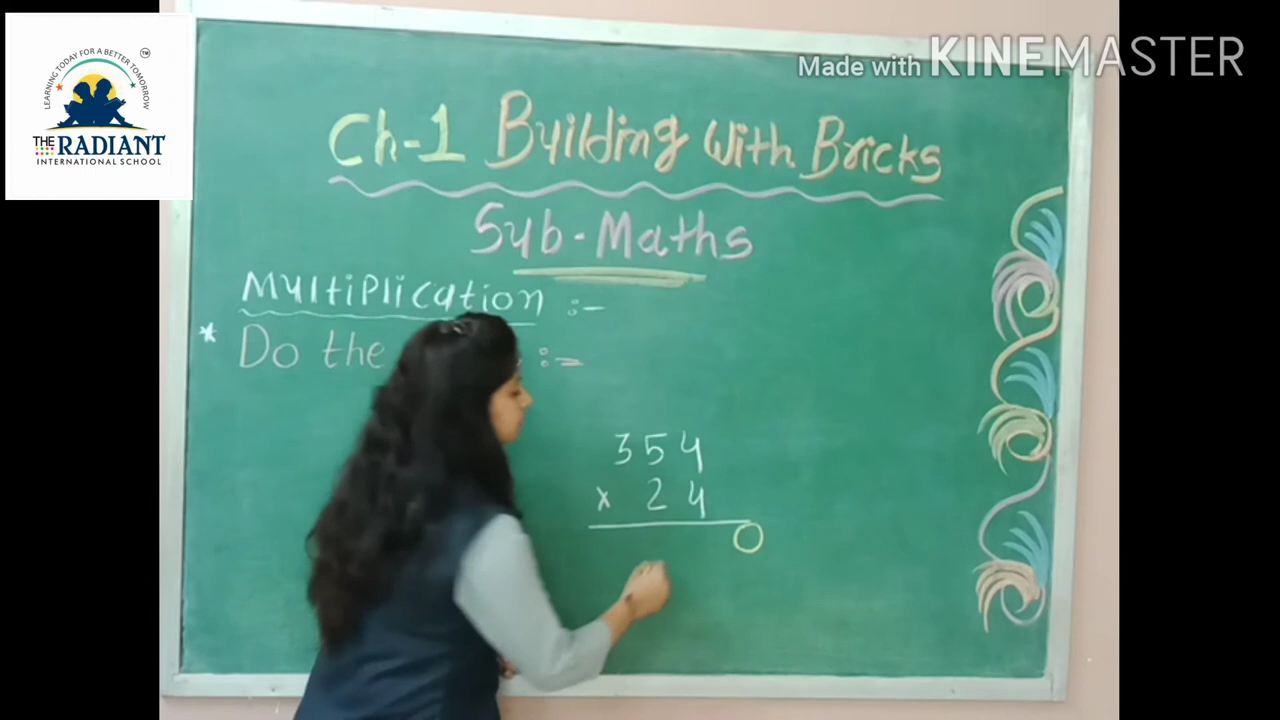 LEARNING TODAY FOR A BETTER TOMORROW
TM
THE RADIANT
INTERNATIONAL SCHOOL
Made with KINEMASTER
Ch-1 Building With Bricks
Sub-Maths
Multiplication :-
* Do the :-
354
x 24
0